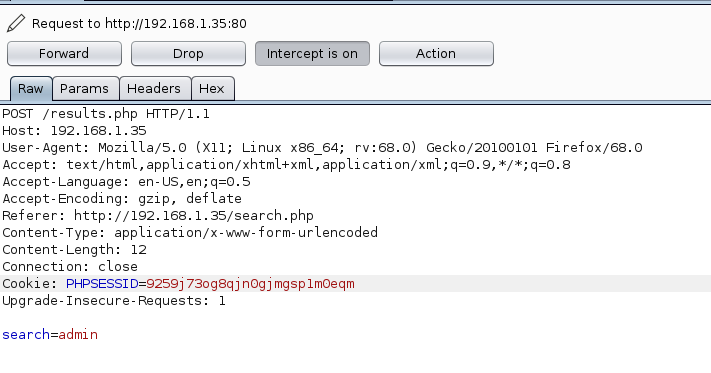 Request to http://192.168.1.35:80
Forward Drop Intercept is on Action
Raw Params Headers Hex
POST /results.php HTTP/1.1
Host: 192.168.1.35
User-Agent: Mozilla/5.0 (X11; Linux x86_64; rv:68.0) Gecko/20100101 Firefox/68.0
Accept: text/html,application/xhtml+xml,application/xml;q=0.9,*/*;q=0.8
Accept-Language: en-US,en;q=0.5
Accept-Encoding: gzip, deflate
Referer: http://192.168.1.35/search.php
Content-Type: application/x-www-form-urlencoded
Content-Length: 12
Connection: close
Cookie: PHPSESSID=9259j73og8qjn0gjmgsp1m0eqm
Upgrade-Insecure-Requests: 1
search=admin